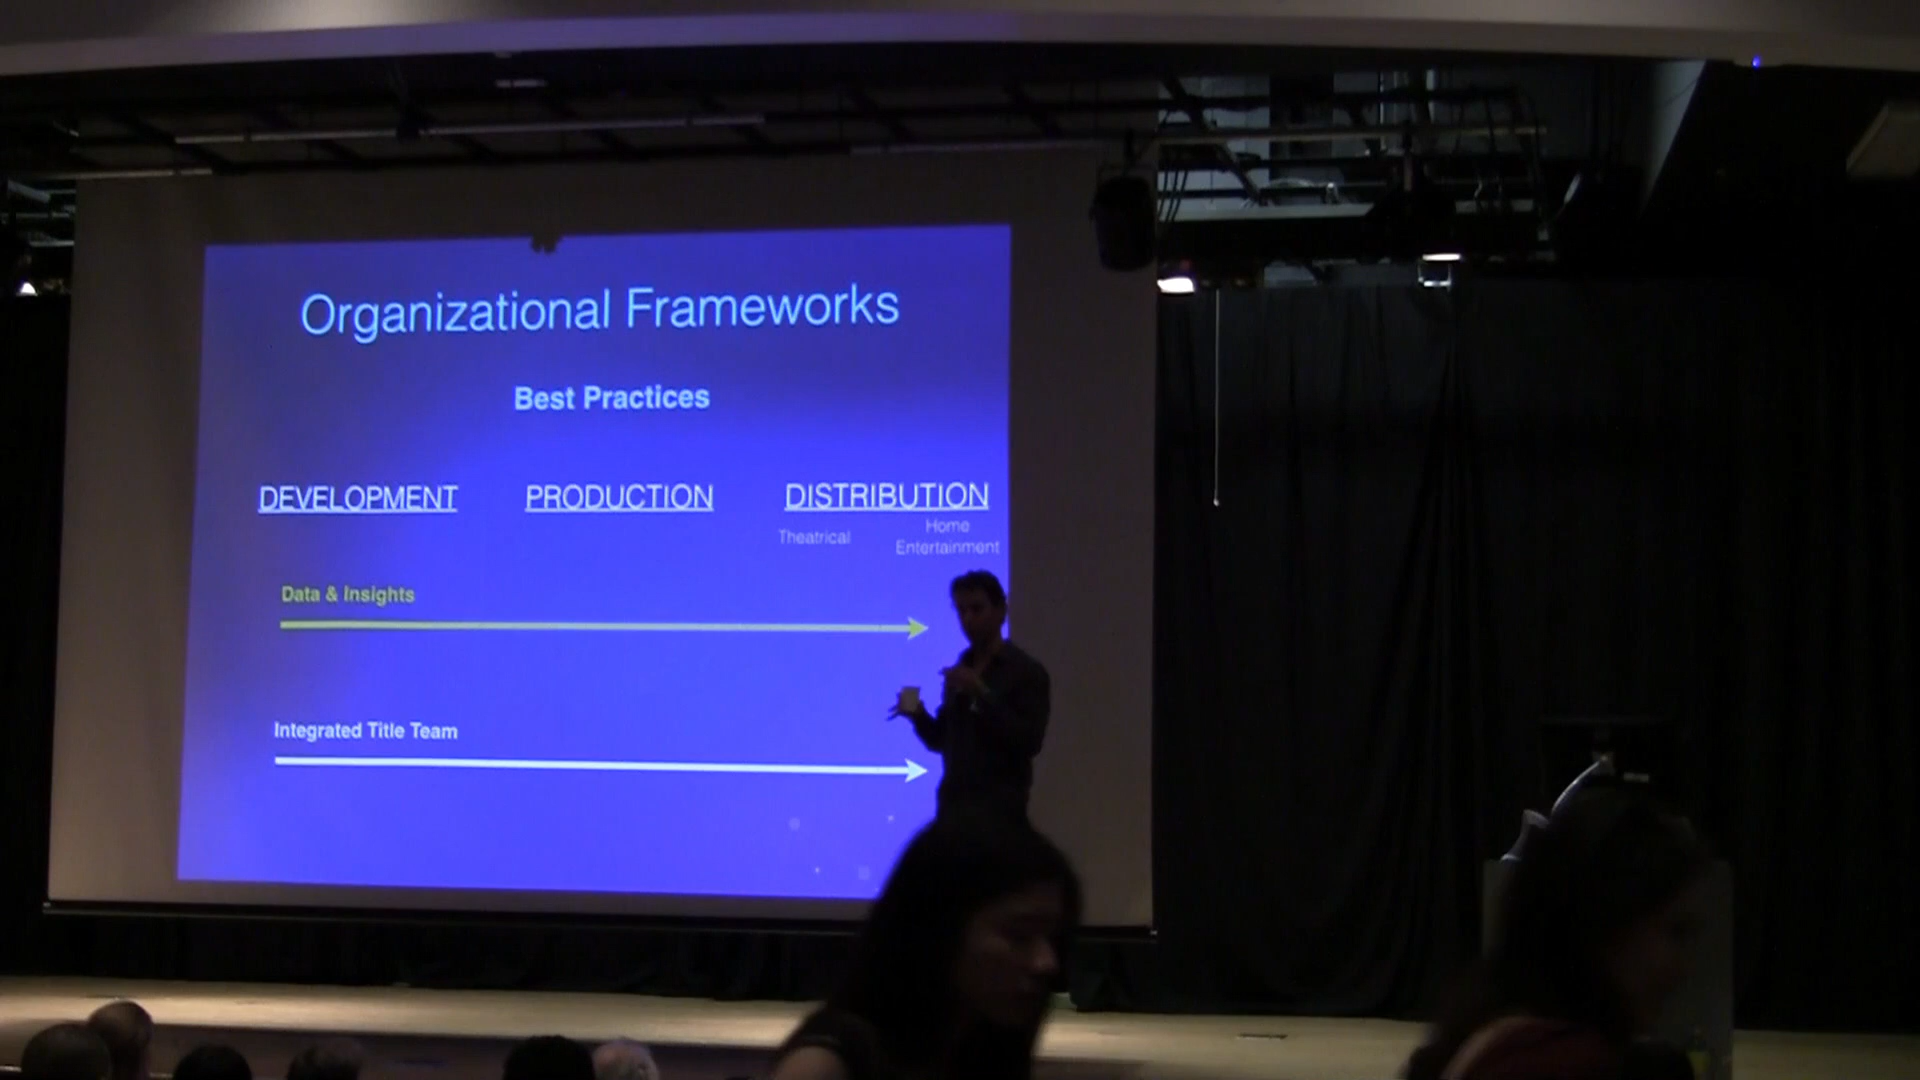 Organizational Frameworks
Best Practices
DEVELOPMENT PRODUCTION DISTRIBUTION
Theatrical
Home
Entertainment
Data & Insights
Integrated Title Team